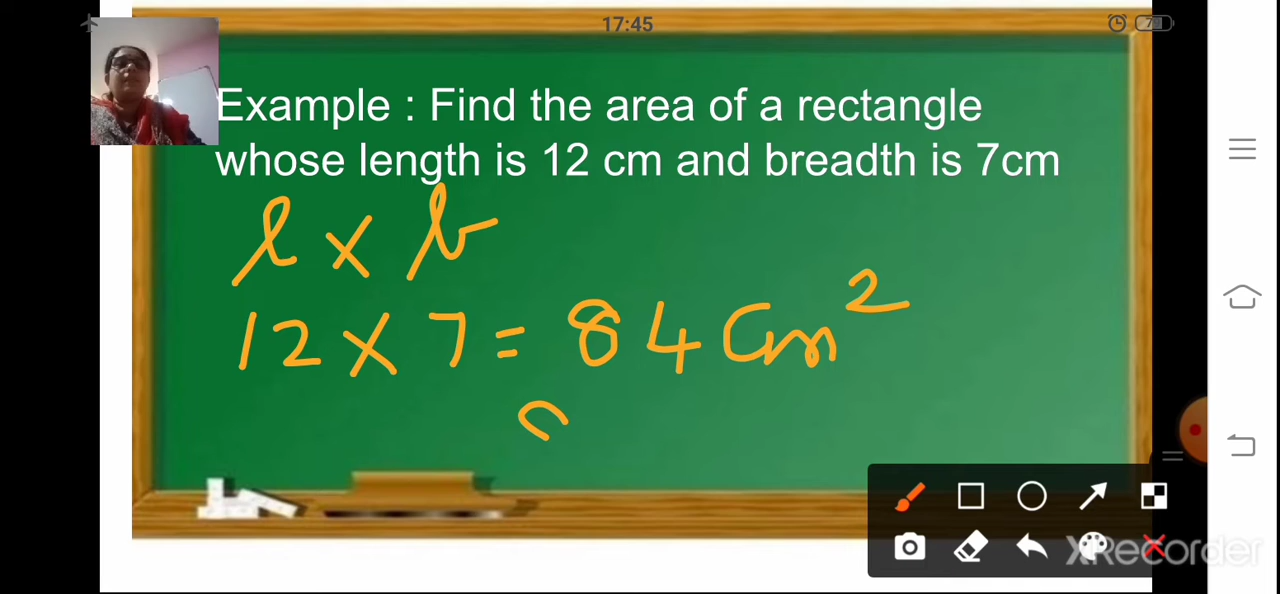 17:45
Example : Find the area of a rectangle
whose length is 12 cm and breadth is 7cm
l x b
12 x 7 = 84 Cm²
XRecorder